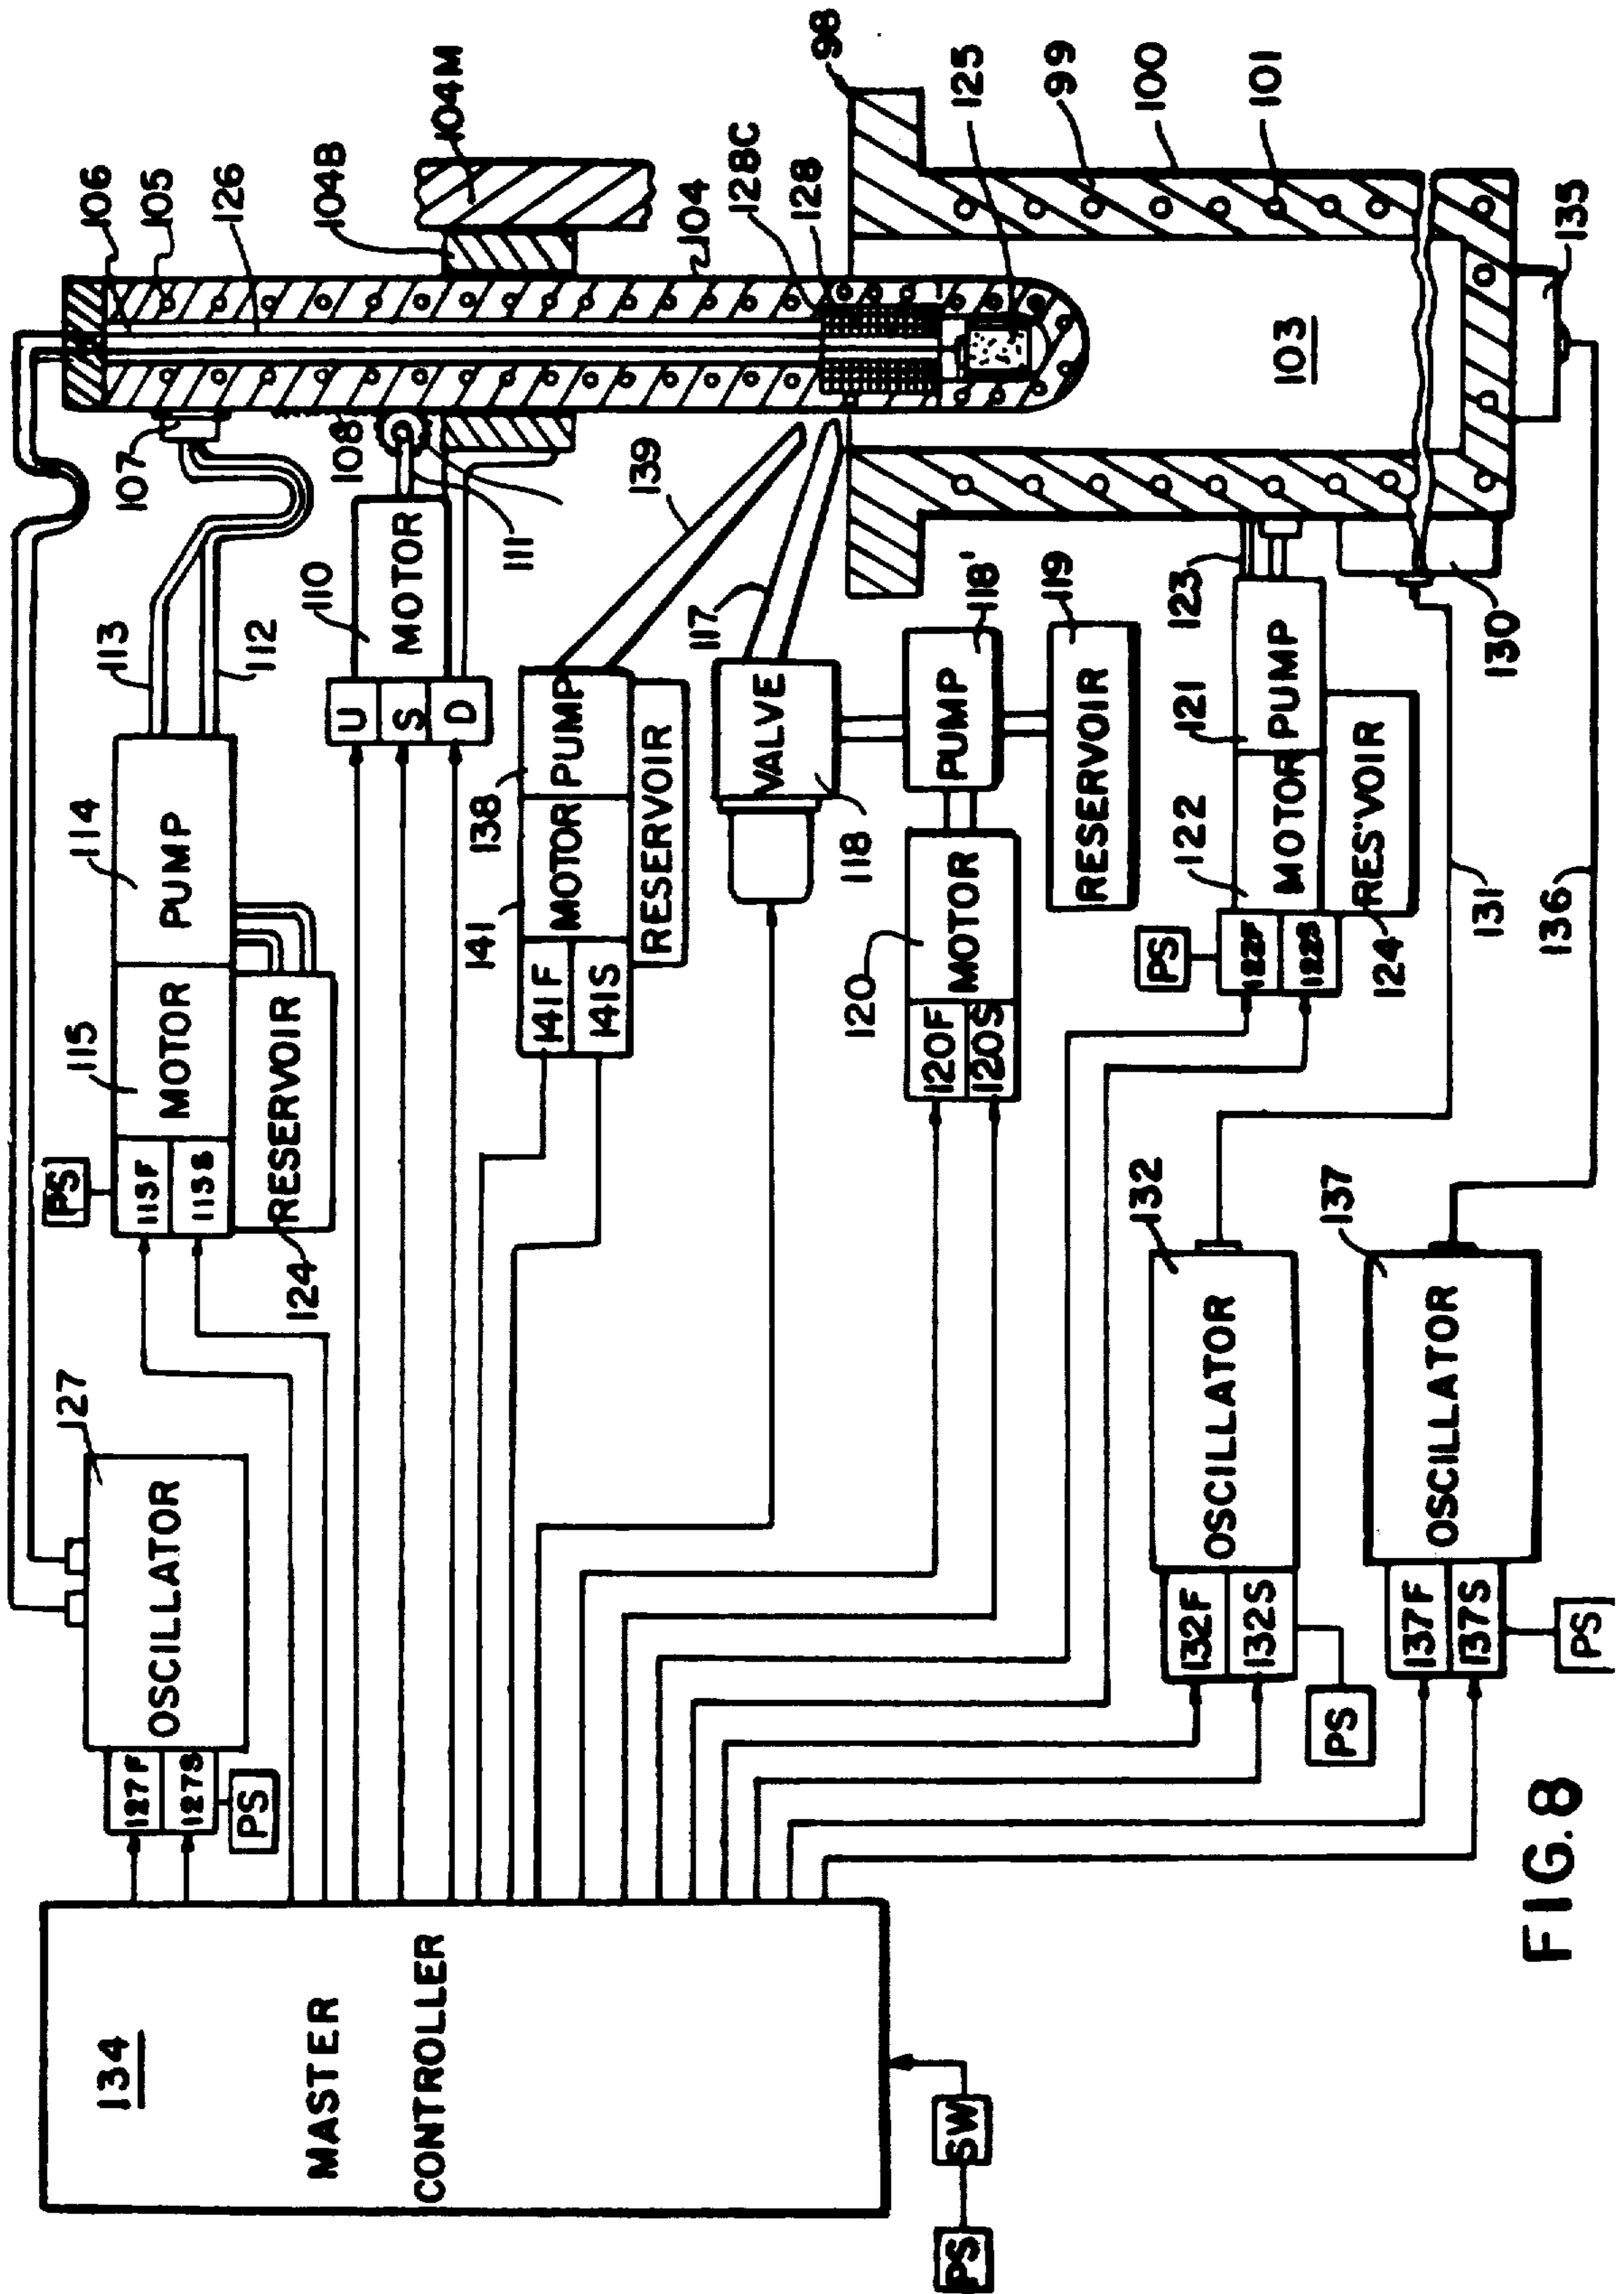 106
105
126
104B
104M
104
128C
128
98
125
99
100
101
103
135
107
108
111
139
117
113
112
110
MOTOR
U
S
D
114
PUMP
115
MOTOR
115F
115S
PS
RESERVOIR
124
138
PUMP
141
MOTOR
141F
141S
RESERVOIR
VALVE
118
PUMP
118'
119
RESERVOIR
120
MOTOR
120F
120S
123
121
PUMP
122
MOTOR
122F
122S
PS
RES'VOIR
124
130
131
136
127
OSCILLATOR
127F
127S
PS
132
OSCILLATOR
132F
132S
PS
137
OSCILLATOR
137F
137S
PS
134
MASTER
CONTROLLER
SW
PS
FIG. 8